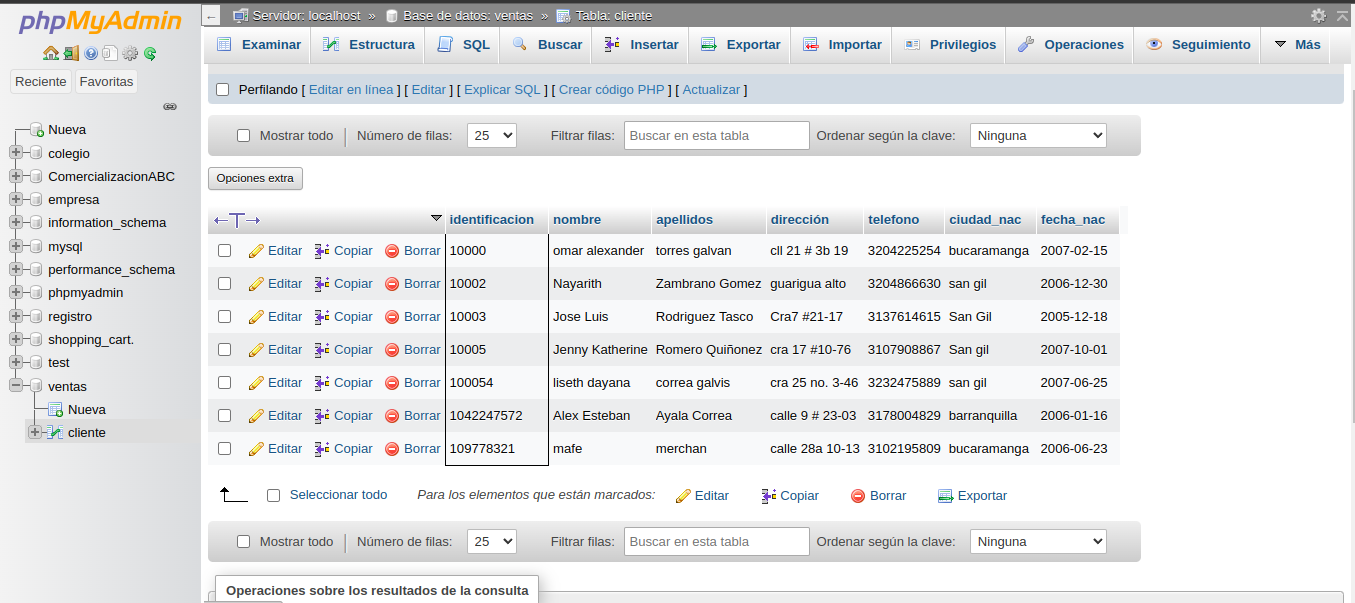 phpMyAdmin
Reciente Favoritas
Nueva
colegio
ComercializacionABC
empresa
information_schema
mysql
performance_schema
phpmyadmin
registro
shopping_cart.
test
ventas
Nueva
cliente
← Servidor: localhost » Base de datos: ventas » Tabla: cliente
Examinar Estructura SQL Buscar Insertar Exportar Importar Privilegios Operaciones Seguimiento Más
Perfilando [ Editar en línea ] [ Editar ] [ Explicar SQL ] [ Crear código PHP ] [ Actualizar ]
Mostrar todo Número de filas: 25 Filtrar filas: Buscar en esta tabla Ordenar según la clave: Ninguna
Opciones extra
←T→ identificacion nombre apellidos dirección telefono ciudad_nac fecha_nac
Editar Copiar Borrar 10000 omar alexander torres galvan cll 21 # 3b 19 3204225254 bucaramanga 2007-02-15
Editar Copiar Borrar 10002 Nayarith Zambrano Gomez guarigua alto 3204866630 san gil 2006-12-30
Editar Copiar Borrar 10003 Jose Luis Rodriguez Tasco Cra7 #21-17 3137614615 San Gil 2005-12-18
Editar Copiar Borrar 10005 Jenny Katherine Romero Quiñonez cra 17 #10-76 3107908867 San gil 2007-10-01
Editar Copiar Borrar 100054 liseth dayana correa galvis cra 25 no. 3-46 3232475889 san gil 2007-06-25
Editar Copiar Borrar 1042247572 Alex Esteban Ayala Correa calle 9 # 23-03 3178004829 barranquilla 2006-01-16
Editar Copiar Borrar 109778321 mafe merchan calle 28a 10-13 3102195809 bucaramanga 2006-06-23
Seleccionar todo Para los elementos que están marcados: Editar Copiar Borrar Exportar
Mostrar todo Número de filas: 25 Filtrar filas: Buscar en esta tabla Ordenar según la clave: Ninguna
Operaciones sobre los resultados de la consulta